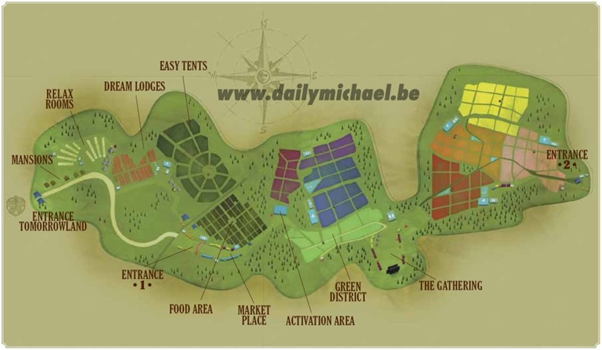 EASY TENTS
DREAM LODGES
www.dailymichael.be
RELAX
ROOMS
MANSIONS
ENTRANCE
• 2 •
ENTRANCE
TOMORROWLAND
ENTRANCE
• 1 •
FOOD AREA
MARKET
PLACE
ACTIVATION AREA
GREEN
DISTRICT
THE GATHERING